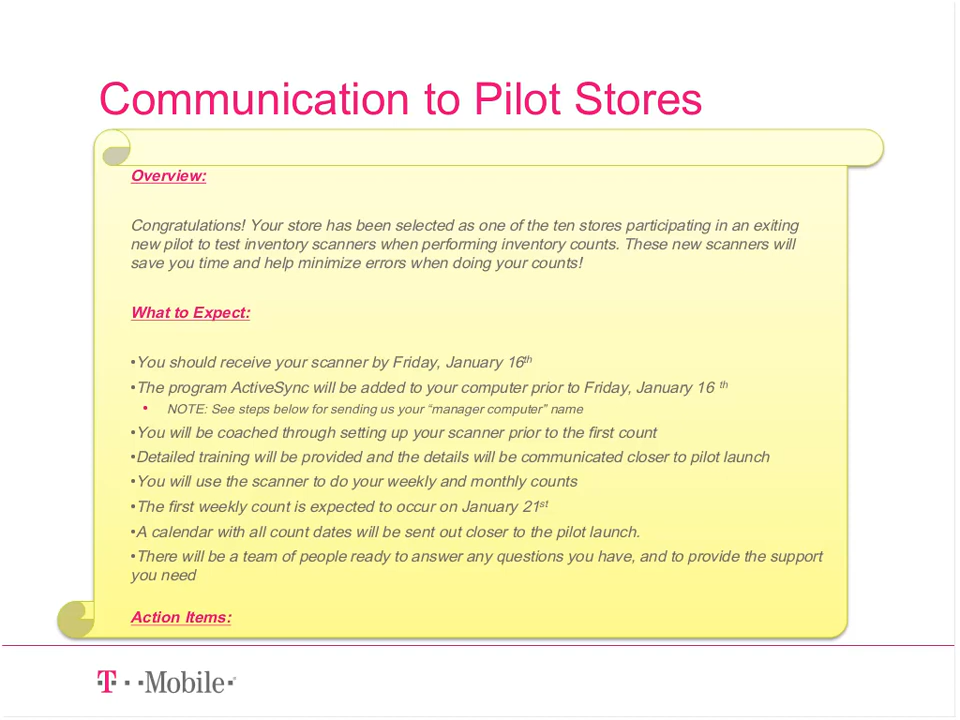 Communication to Pilot Stores
Overview:
Congratulations! Your store has been selected as one of the ten stores participating in an exiting
new pilot to test inventory scanners when performing inventory counts. These new scanners will
save you time and help minimize errors when doing your counts!
What to Expect:
•You should receive your scanner by Friday, January 16th
•The program ActiveSync will be added to your computer prior to Friday, January 16 th
• NOTE: See steps below for sending us your “manager computer” name
•You will be coached through setting up your scanner prior to the first count
•Detailed training will be provided and the details will be communicated closer to pilot launch
•You will use the scanner to do your weekly and monthly counts
•The first weekly count is expected to occur on January 21st
•A calendar with all count dates will be sent out closer to the pilot launch.
•There will be a team of people ready to answer any questions you have, and to provide the support
you need
Action Items:
T··Mobile·®